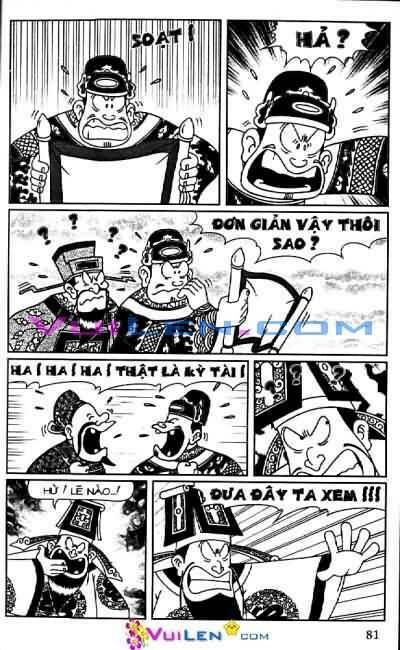 SOẠT!
HẢ?
ĐƠN GIẢN VẬY THÔI
SAO?
?
?
?
?
VuiLen.com
HA! HA! HA! THẬT LÀ KỲ TÀI!
?
?
HỪ! LẼ NÀO..!
ĐƯA ĐÂY TA XEM!!!
81
VuiLen.com